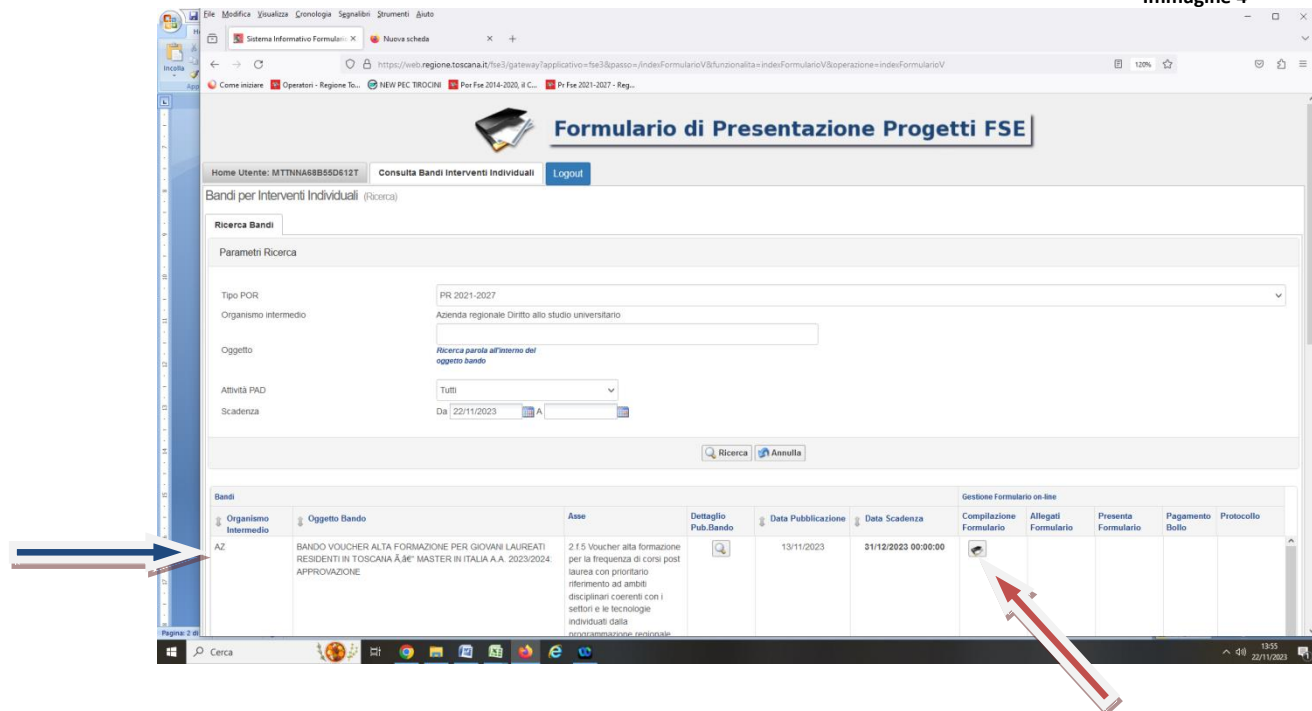 Immagine 4
File Modifica Visualizza Cronologia Segnalibri Strumenti Aiuto
Sistema Informativo Formulario Nuova scheda
Incolla
https://web.regione.toscana.it/fse3/gateway?applicativo=fse3&passo=/indexFormularioV&funzionalita=indexFormularioV&operazione=indexFormularioV 120%
Come iniziare Operatori - Regione To... NEW PEC TIROCINI Por Fse 2014-2020, il C... Pr Fse 2021-2027 - Reg...
Formulario di Presentazione Progetti FSE
Home Utente: MTTNNA68B55D612T Consulta Bandi Interventi Individuali Logout
Bandi per Interventi Individuali (Ricerca)
Ricerca Bandi
Parametri Ricerca
Tipo POR PR 2021-2027
Organismo intermedio Azienda regionale Diritto allo studio universitario
Oggetto Ricerca parola all'interno del
oggetto bando
Attività PAD Tutti
Scadenza Da 22/11/2023 A
Ricerca Annulla
Bandi Gestione Formulario on-line
Organismo Intermedio Oggetto Bando Asse Dettaglio Pub.Bando Data Pubblicazione Data Scadenza Compilazione Formulario Allegati Formulario Presenta Formulario Pagamento Bollo Protocollo
AZ BANDO VOUCHER ALTA FORMAZIONE PER GIOVANI LAUREATI 2.f.5 Voucher alta formazione 13/11/2023 31/12/2023 00:00:00
RESIDENTI IN TOSCANA Ã‚â€“ MASTER IN ITALIA A.A. 2023/2024: per la frequenza di corsi post
APPROVAZIONE laurea con prioritario
riferimento ad ambiti
disciplinari coerenti con i
settori e le tecnologie
individuati dalla
programmazione regionale
Pagina: 2 di
Cerca 13:55
22/11/2023